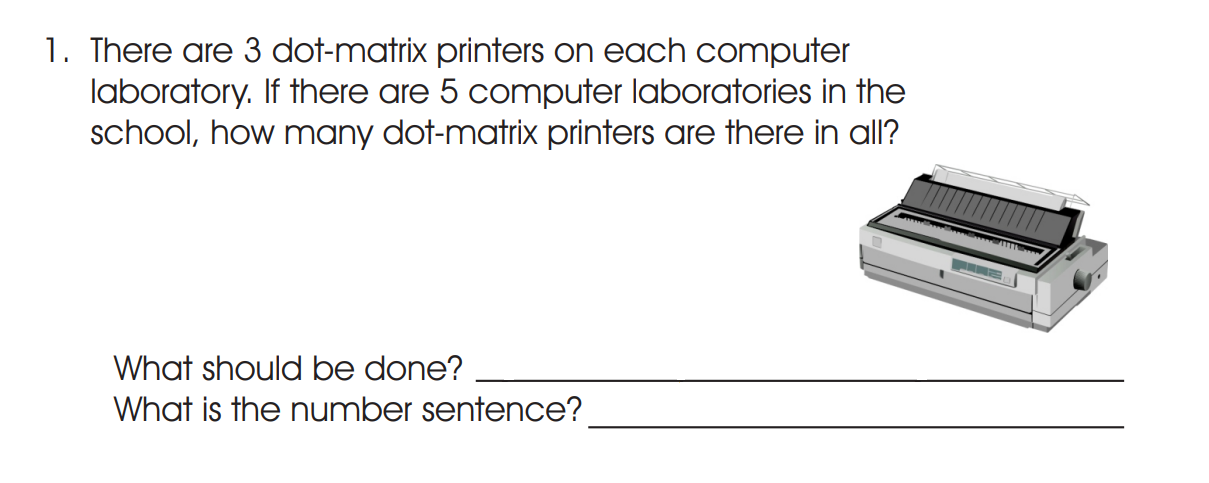 1. There are 3 dot-matrix printers on each computer
laboratory. If there are 5 computer laboratories in the
school, how many dot-matrix printers are there in all?
What should be done? ____________________
What is the number sentence? ____________________